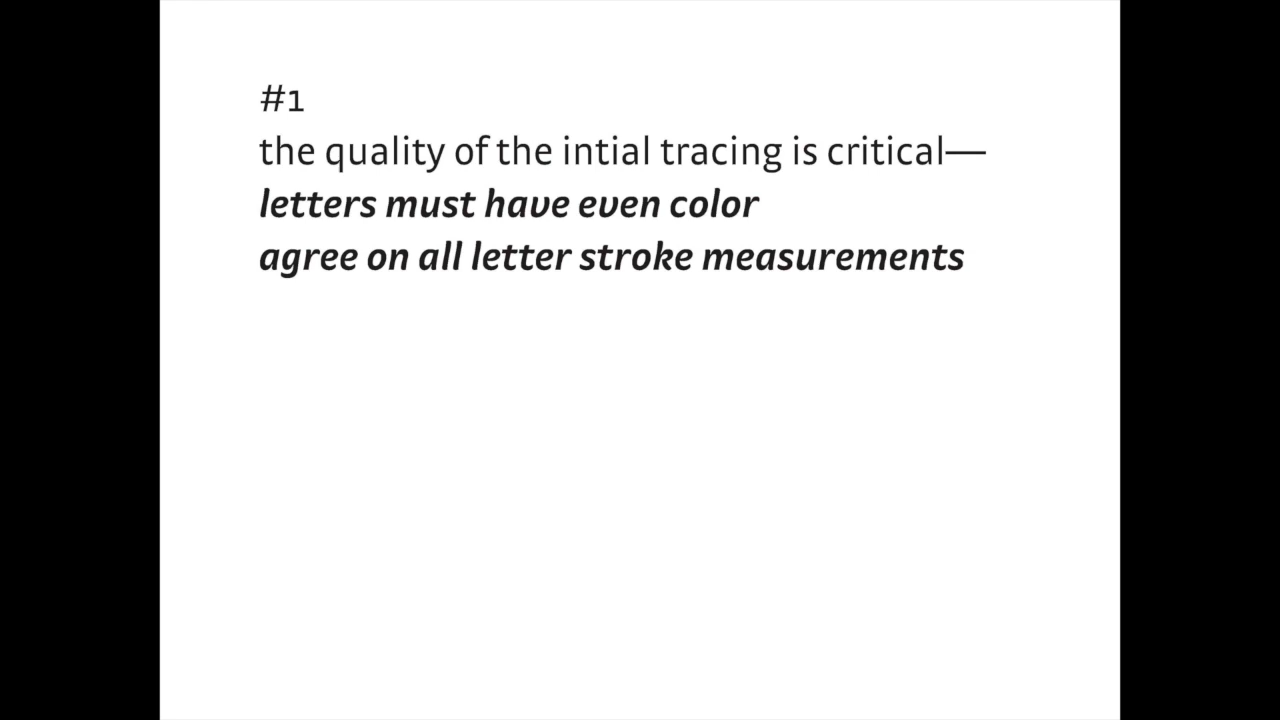 #1
the quality of the intial tracing is critical—
letters must have even color
agree on all letter stroke measurements